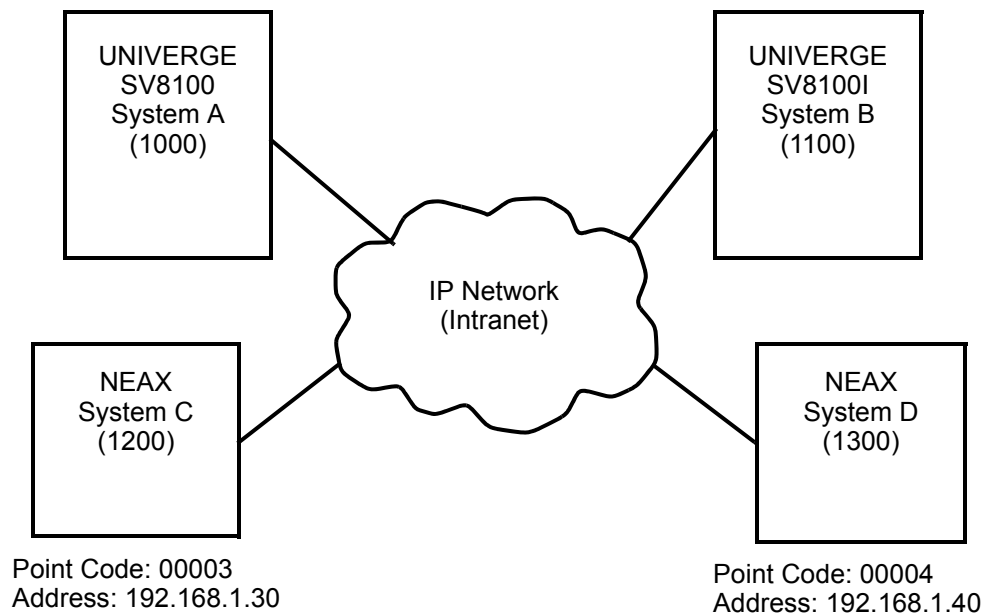 UNIVERGE
SV8100
System A
(1000)
UNIVERGE
SV8100I
System B
(1100)
IP Network
(Intranet)
NEAX
System C
(1200)
NEAX
System D
(1300)
Point Code: 00003
Address: 192.168.1.30
Point Code: 00004
Address: 192.168.1.40